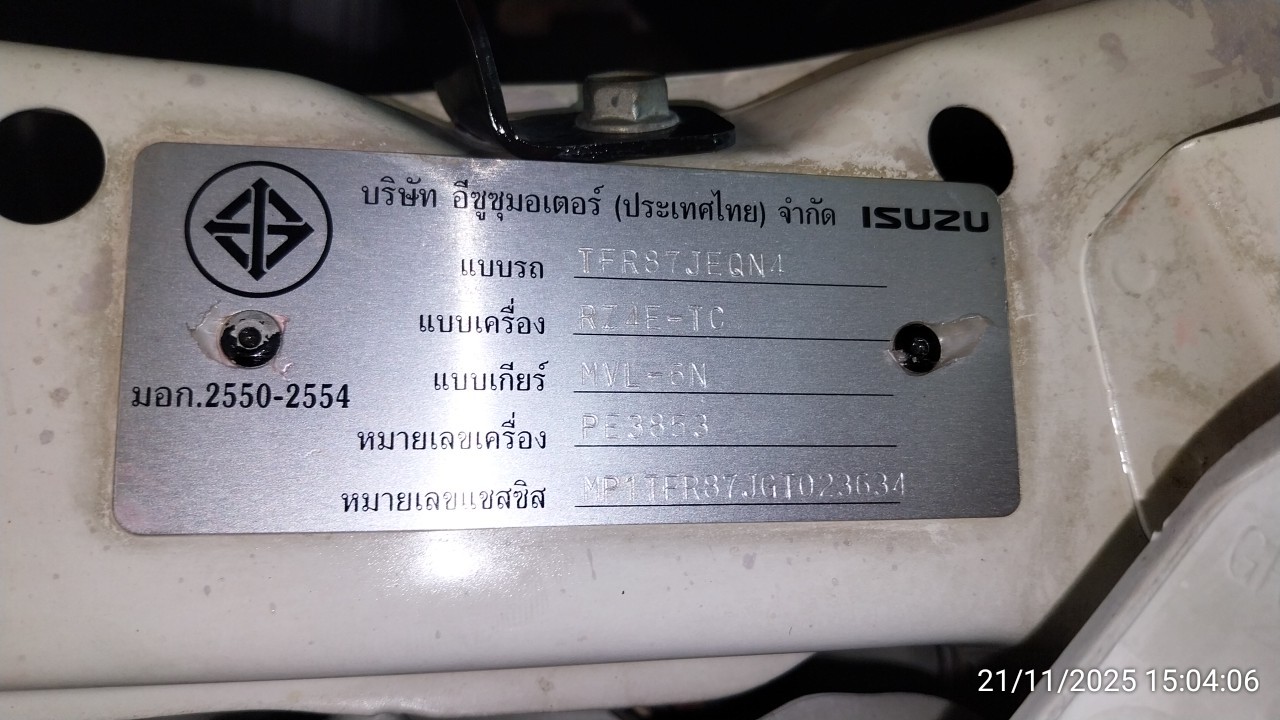 บริษัท อีซูซุมอเตอร์ (ประเทศไทย) จำกัด ISUZU
แบบรถ TFR87JEQN4
แบบเครื่อง RZ4E-TC
แบบเกียร์ MVL-6N
มอก.2550-2554
หมายเลขเครื่อง PE3853
หมายเลขแชสซิส MP1TFR87JGT023634
21/11/2025 15:04:06